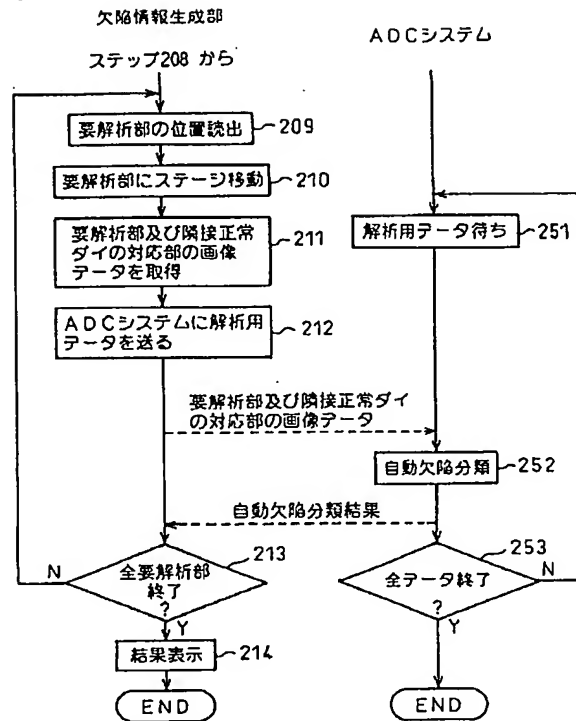 欠陥情報生成部
ステップ208 から
要解析部の位置読出
209
要解析部にステージ移動
210
要解析部及び隣接正常
ダイの対応部の画像
データを取得
211
ADCシステムに解析用
データを送る
212
要解析部及び隣接正常ダイ
の対応部の画像データ
自動欠陥分類結果
213
全要解析部
終了
?
N
Y
結果表示
214
END
ADCシステム
解析用データ待ち
251
自動欠陥分類
252
253
全データ終了
?
N
Y
END